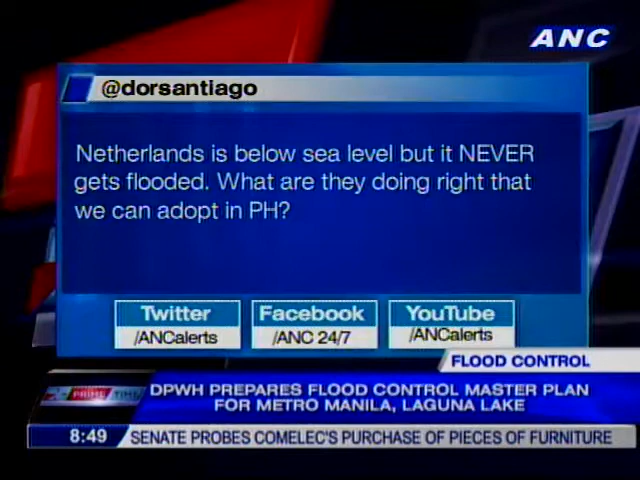 ANC
@dorsantiago
Netherlands is below sea level but it NEVER
gets flooded. What are they doing right that
we can adopt in PH?
Twitter
/ANCalerts
Facebook
/ANC 24/7
YouTube
/ANCalerts
FLOOD CONTROL
PRIME TIME
DPWH PREPARES FLOOD CONTROL MASTER PLAN
FOR METRO MANILA, LAGUNA LAKE
8:49 SENATE PROBES COMELEC'S PURCHASE OF PIECES OF FURNITURE